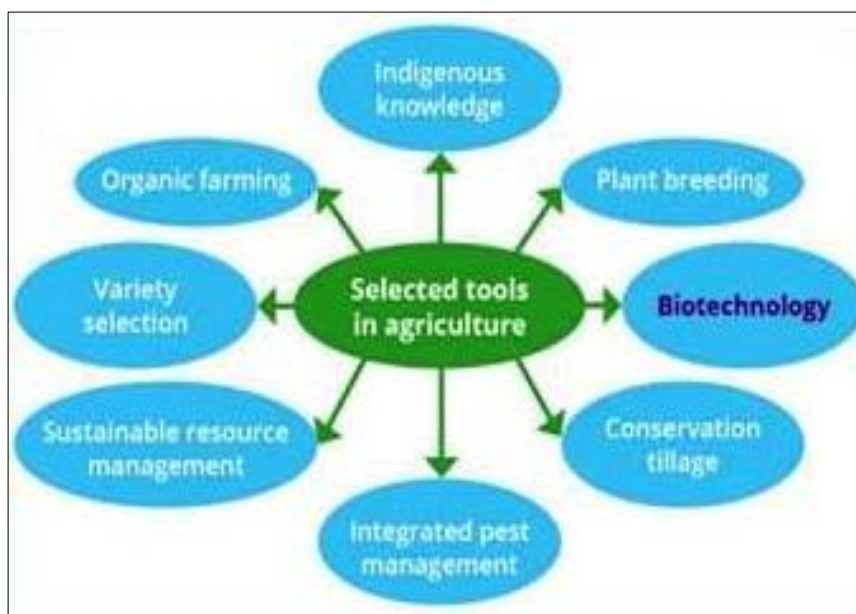 Indigenous
knowledge
Organic farming
Plant breeding
Variety
selection
Selected tools
in agriculture
Biotechnology
Sustainable resource
management
Conservation
tillage
Integrated pest
management